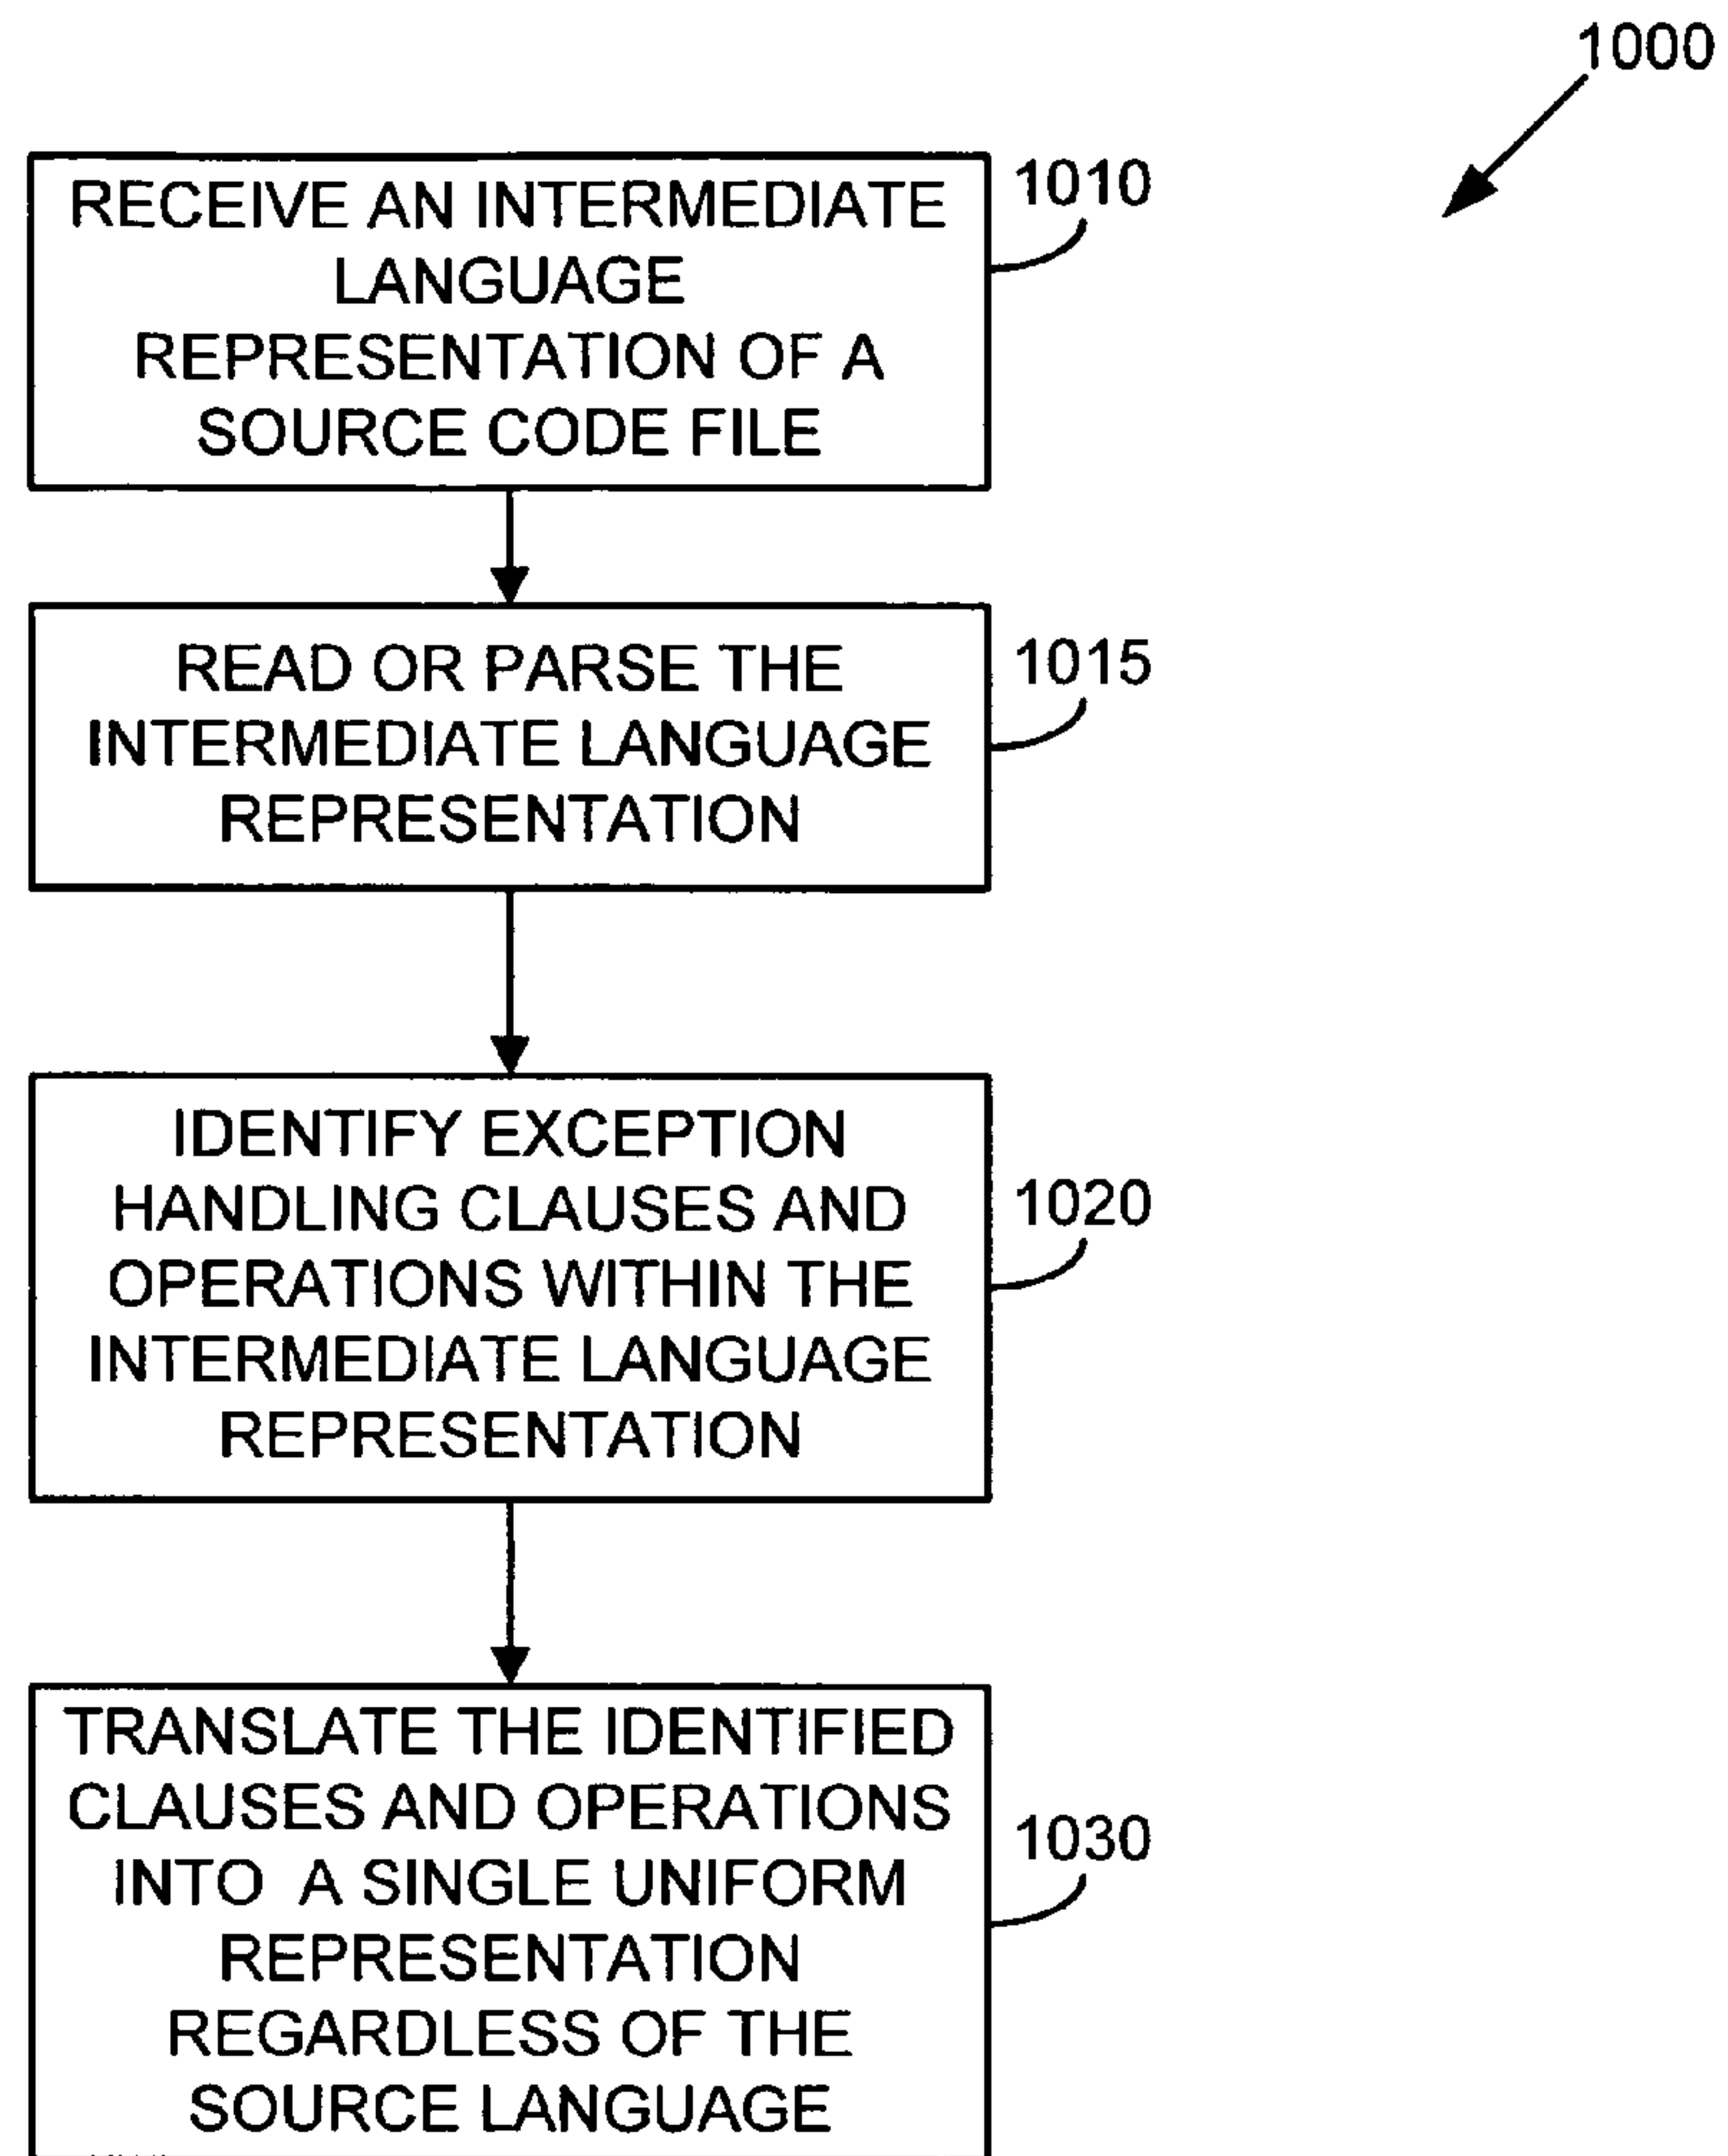 1000
RECEIVE AN INTERMEDIATE
LANGUAGE
REPRESENTATION OF A
SOURCE CODE FILE
1010
READ OR PARSE THE
INTERMEDIATE LANGUAGE
REPRESENTATION
1015
IDENTIFY EXCEPTION
HANDLING CLAUSES AND
OPERATIONS WITHIN THE
INTERMEDIATE LANGUAGE
REPRESENTATION
1020
TRANSLATE THE IDENTIFIED
CLAUSES AND OPERATIONS
INTO A SINGLE UNIFORM
REPRESENTATION
REGARDLESS OF THE
SOURCE LANGUAGE
1030